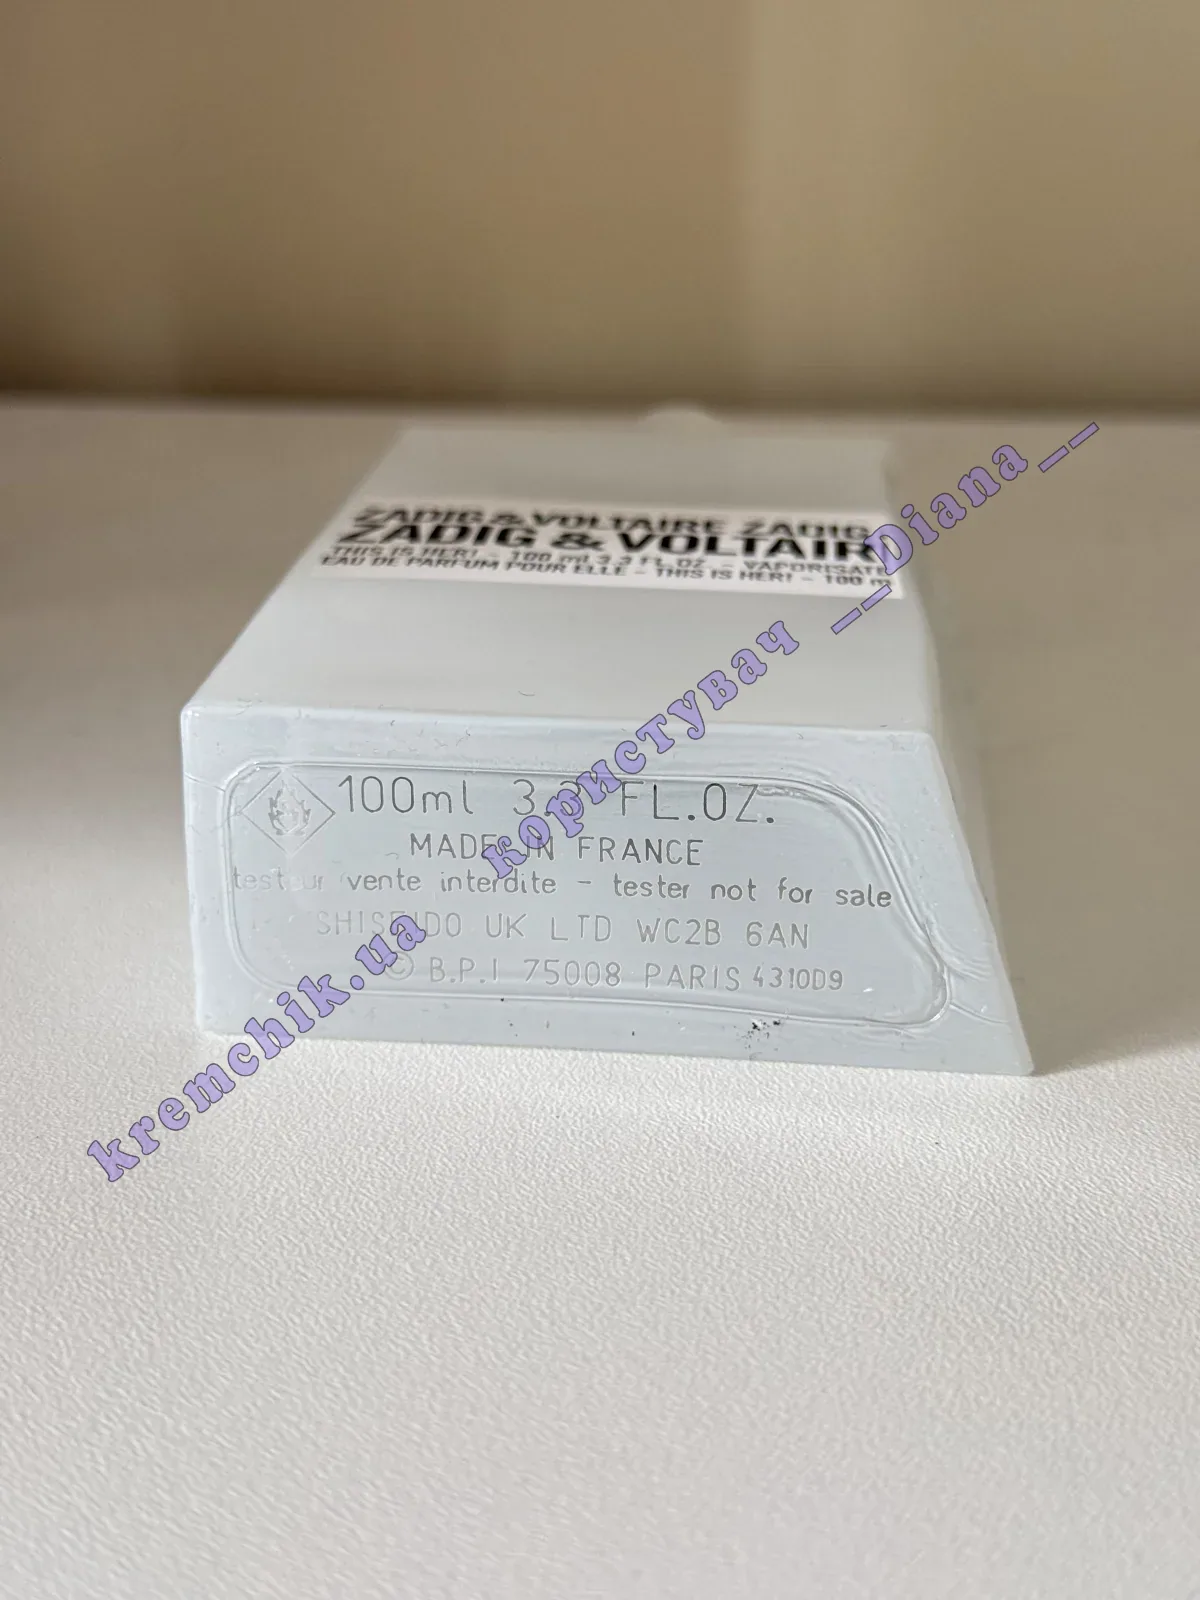 ZADIG & VOLTAIRE ZADIG
ZADIG & VOLTAIR
THIS IS HER! - 100 ml 3.3 FL.OZ. - VAPORISATE
EAU DE PARFUM POUR ELLE - THIS IS HER! - 100 m
100ml 3.3 FL.OZ.
MADE IN FRANCE
testeur vente interdite - tester not for sale
SHISEIDO UK LTD WC2B 6AN
© B.P.I 75008 PARIS 4310D9
kremchik.ua користувач __Diana__